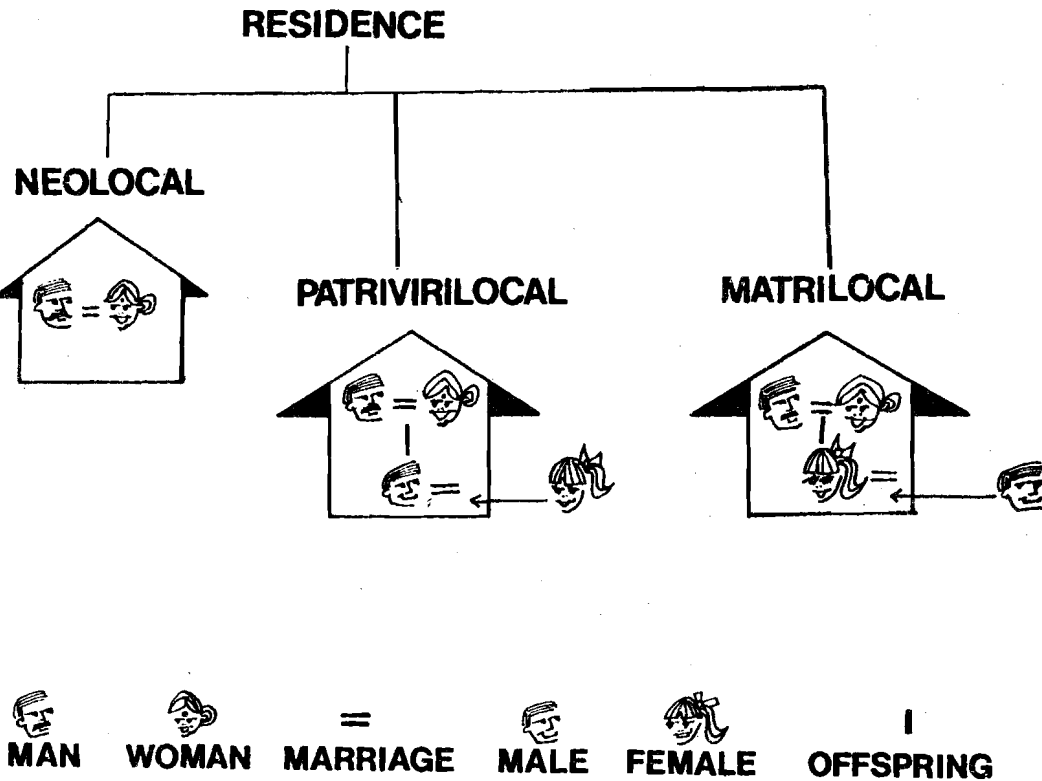 RESIDENCE
NEOLOCAL
PATRIVIRILOCAL
MATRILOCAL
=
=
=
=
=
MAN
WOMAN
=
MARRIAGE
MALE
FEMALE
OFFSPRING